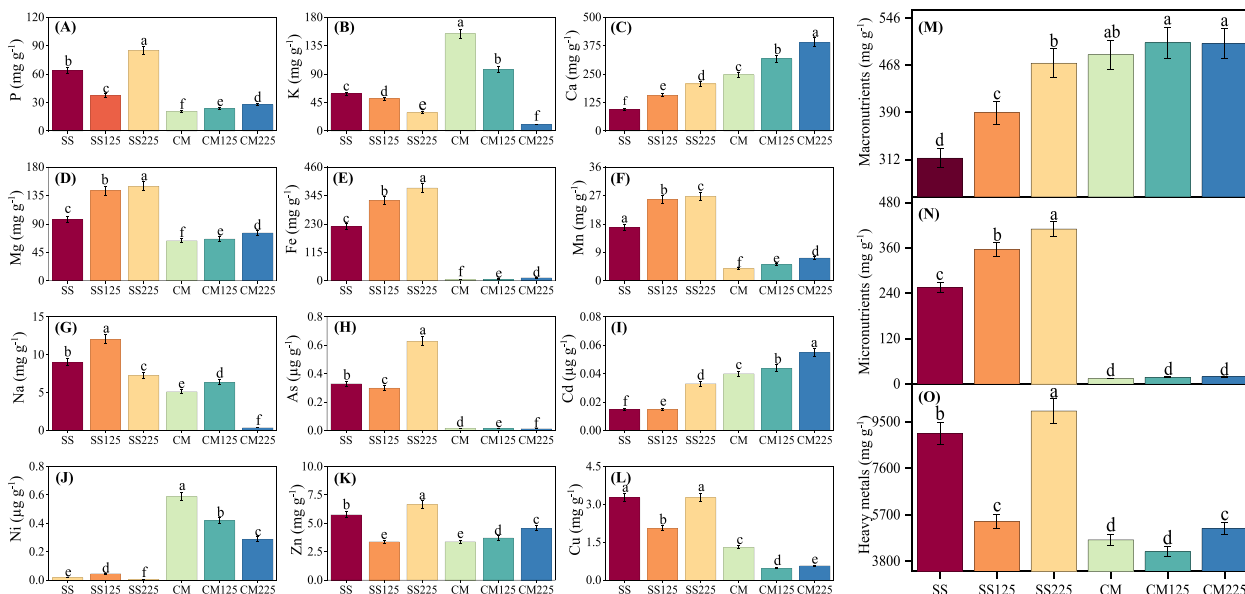 (A)
P (mg g⁻¹)
120
90
60
30
0
b
c
a
f
e
d
SS SS125 SS225 CM CM125 CM225
(B)
K (mg g⁻¹)
180
135
90
45
0
c
d
e
a
b
f
SS SS125 SS225 CM CM125 CM225
(C)
Ca (mg g⁻¹)
500
375
250
125
0
f
e
d
c
b
a
SS SS125 SS225 CM CM125 CM225
(D)
Mg (mg g⁻¹)
180
135
90
45
0
c
b
a
f
e
d
SS SS125 SS225 CM CM125 CM225
(E)
Fe (mg g⁻¹)
460
345
230
115
0
c
b
a
f
e
d
SS SS125 SS225 CM CM125 CM225
(F)
Mn (mg g⁻¹)
36
27
18
9
0
a
b
c
f
e
d
SS SS125 SS225 CM CM125 CM225
(G)
Na (mg g⁻¹)
15
10
5
0
b
a
c
e
d
f
SS SS125 SS225 CM CM125 CM225
(H)
As (µg g⁻¹)
0.8
0.6
0.4
0.2
0.0
b
c
a
d
e
f
SS SS125 SS225 CM CM125 CM225
(I)
Cd (µg g⁻¹)
0.08
0.06
0.04
0.02
0.00
f
e
d
c
b
a
SS SS125 SS225 CM CM125 CM225
(J)
Ni (µg g⁻¹)
0.8
0.6
0.4
0.2
0.0
e
d
f
a
b
c
SS SS125 SS225 CM CM125 CM225
(K)
Zn (mg g⁻¹)
10.0
7.5
5.0
2.5
0.0
b
e
a
e
d
c
SS SS125 SS225 CM CM125 CM225
(L)
Cu (mg g⁻¹)
4.5
3.0
1.5
0.0
a
b
a
c
d
e
SS SS125 SS225 CM CM125 CM225
(M)
Macronutrients (mg g⁻¹)
546
468
390
312
d
c
b
ab
a
a
(N)
Micronutrients (mg g⁻¹)
480
360
240
120
0
c
b
a
d
d
d
(O)
Heavy metals (mg g⁻¹)
9500
7600
5700
3800
b
c
a
d
d
c
SS SS125 SS225 CM CM125 CM225